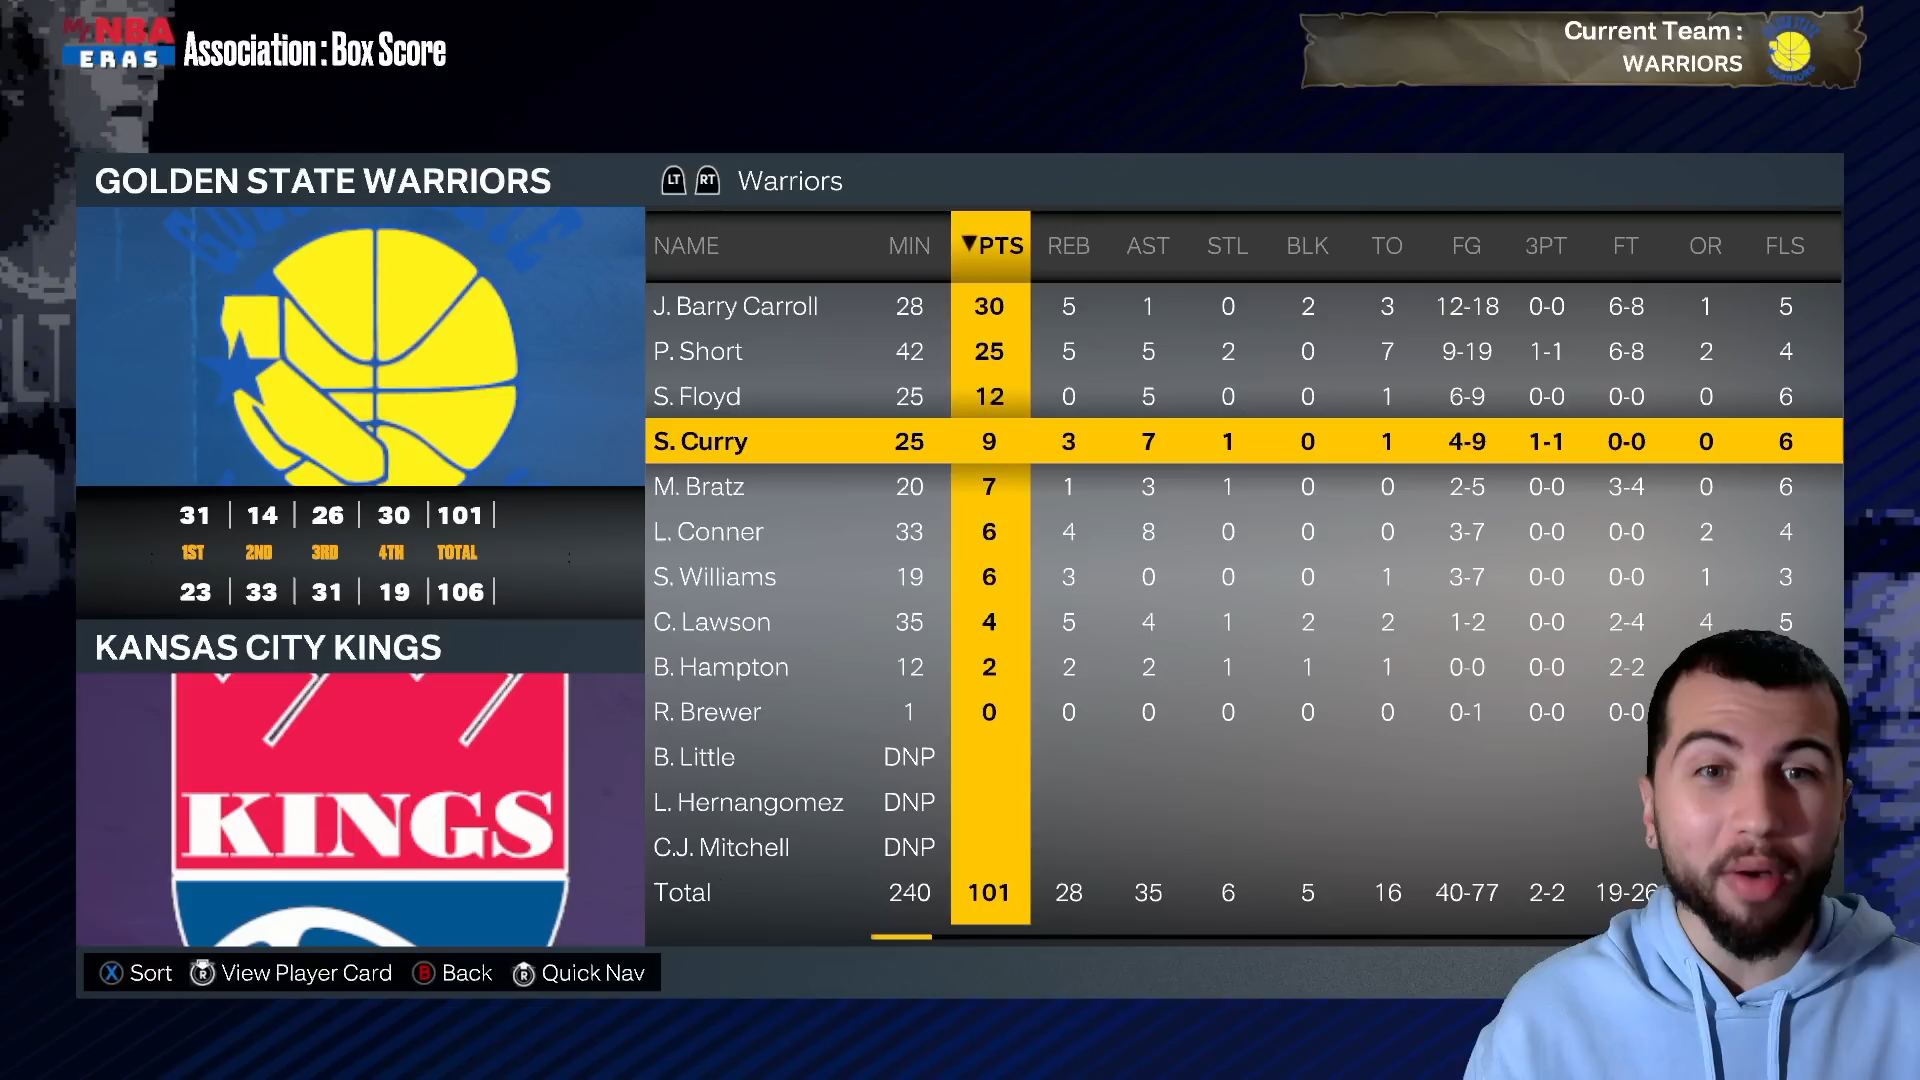 MyNBA
ERAS
Association : Box Score
Current Team :
WARRIORS
GOLDEN STATE WARRIORS
31 | 14 | 26 | 30 | 101 |
1ST 2ND 3RD 4TH TOTAL
23 | 33 | 31 | 19 | 106 |
KANSAS CITY KINGS
KINGS
LT RT Warriors
NAME MIN ▼PTS REB AST STL BLK TO FG 3PT FT OR FLS
J. Barry Carroll 28 30 5 1 0 2 3 12-18 0-0 6-8 1 5
P. Short 42 25 5 5 2 0 7 9-19 1-1 6-8 2 4
S. Floyd 25 12 0 5 0 0 1 6-9 0-0 0-0 0 6
S. Curry 25 9 3 7 1 0 1 4-9 1-1 0-0 0 6
M. Bratz 20 7 1 3 1 0 0 2-5 0-0 3-4 0 6
L. Conner 33 6 4 8 0 0 0 3-7 0-0 0-0 2 4
S. Williams 19 6 3 0 0 0 1 3-7 0-0 0-0 1 3
C. Lawson 35 4 5 4 1 2 2 1-2 0-0 2-4 4 5
B. Hampton 12 2 2 2 1 1 1 0-0 0-0 2-2
R. Brewer 1 0 0 0 0 0 0 0-1 0-0 0-0
B. Little DNP
L. Hernangomez DNP
C.J. Mitchell DNP
Total 240 101 28 35 6 5 16 40-77 2-2 19-26
X Sort R View Player Card B Back R Quick Nav